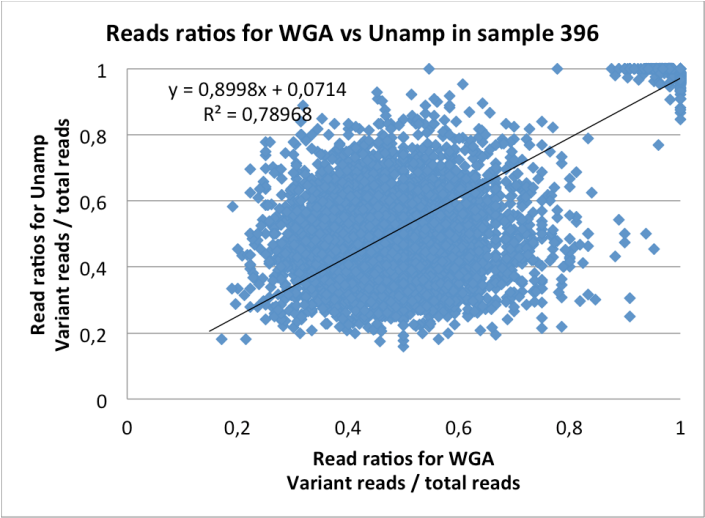 Reads ratios for WGA vs Unamp in sample 396
y = 0,8998x + 0,0714
R² = 0,78968
Read ratios for Unamp
Variant reads / total reads
1
0,8
0,6
0,4
0,2
0
0
0,2
0,4
0,6
0,8
1
Read ratios for WGA
Variant reads / total reads